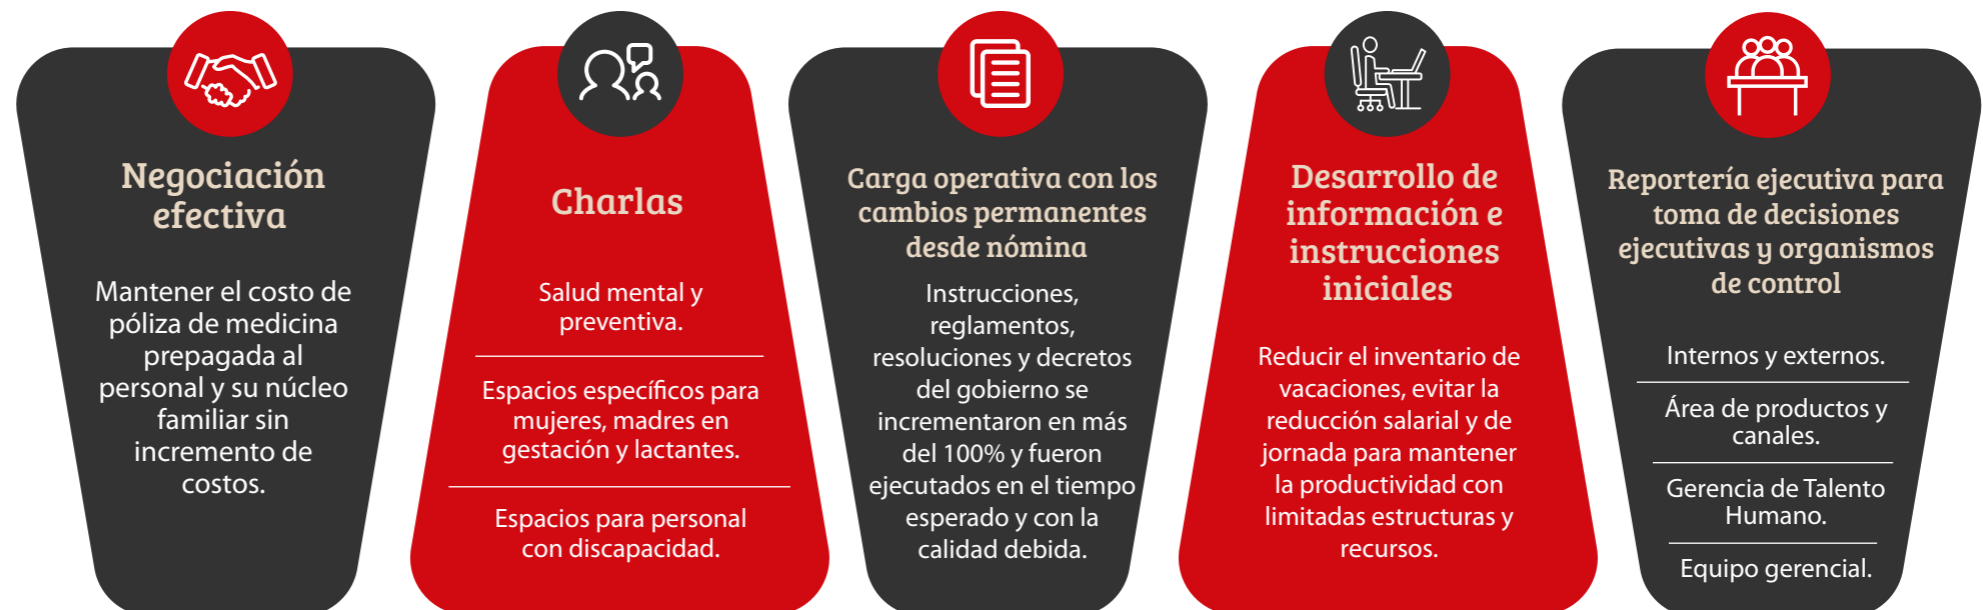 Negociación
efectiva
Mantener el costo de
póliza de medicina
prepagada al
personal y su núcleo
familiar sin
incremento de
costos.
Charlas
Salud mental y
preventiva.
Espacios específicos para
mujeres, madres en
gestación y lactantes.
Espacios para personal
con discapacidad.
Carga operativa con los
cambios permanentes
desde nómina
Instrucciones,
reglamentos,
resoluciones y decretos
del gobierno se
incrementaron en más
del 100% y fueron
ejecutados en el tiempo
esperado y con la
calidad debida.
Desarrollo de
información e
instrucciones
iniciales
Reducir el inventario de
vacaciones, evitar la
reducción salarial y de
jornada para mantener
la productividad con
limitadas estructuras y
recursos.
Reportería ejecutiva para
toma de decisiones
ejecutivas y organismos
de control
Internos y externos.
Área de productos y
canales.
Gerencia de Talento
Humano.
Equipo gerencial.